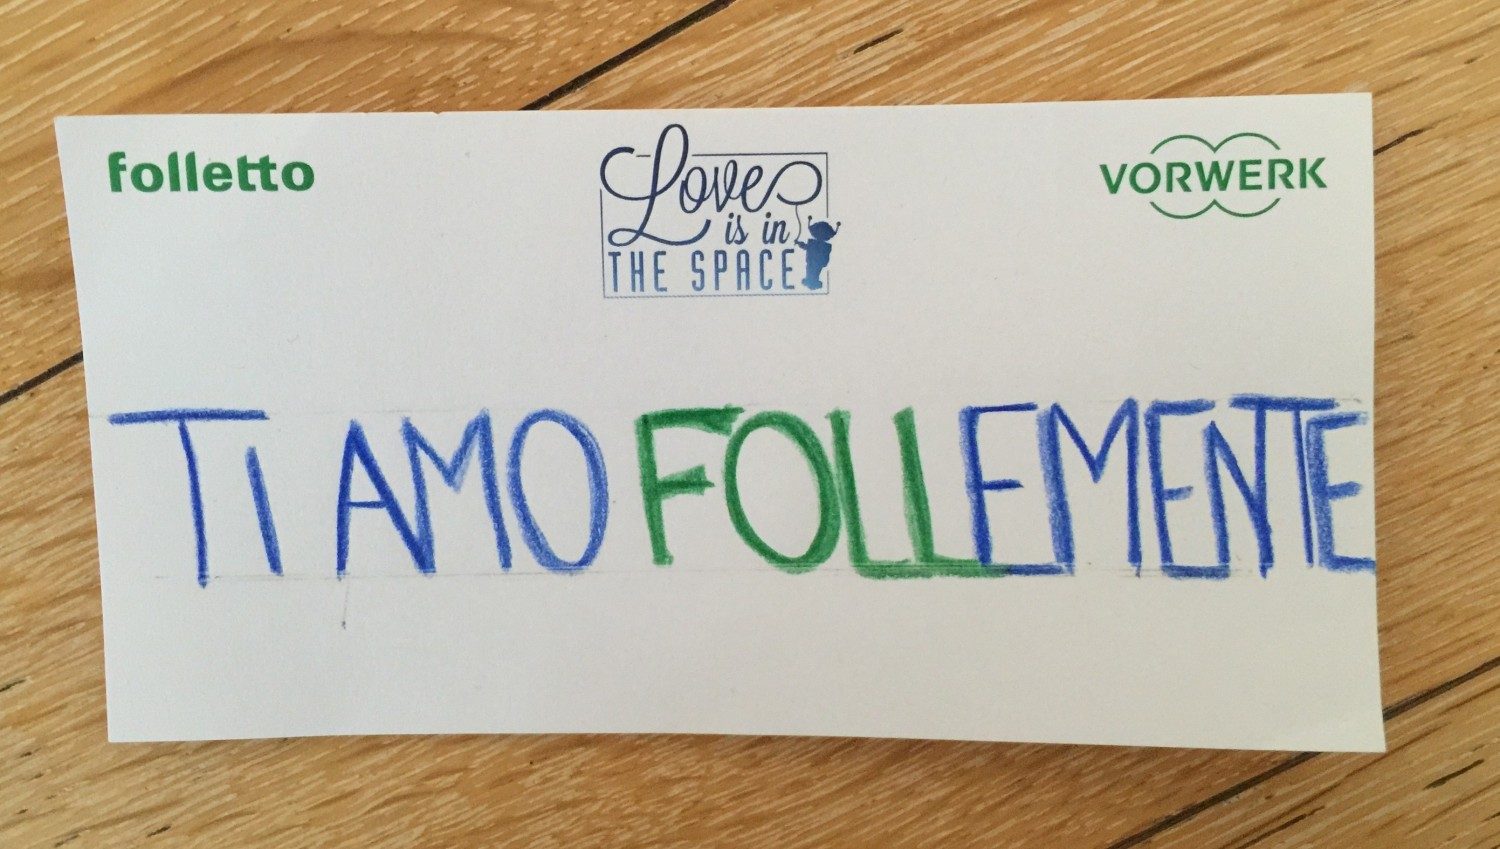 folletto
Love
is in
THE SPACE
VORWERK
TI AMO FOLLEMENTE